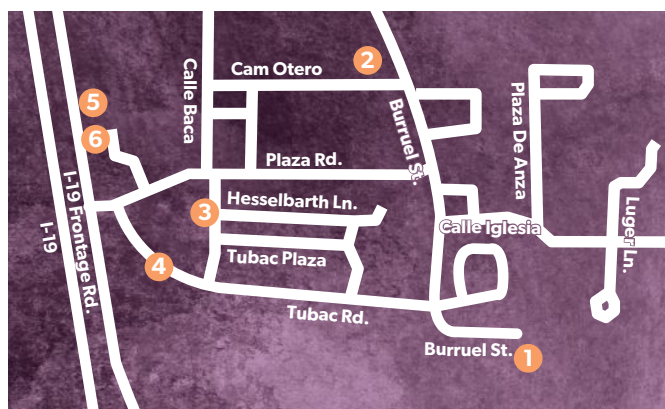 2
Cam Otero
Calle Baca
5
6
Burruel St.
Plaza De Anza
Plaza Rd.
I-19 Frontage Rd.
Hesselbarth Ln.
3
Calle Iglesia
Luger Ln.
I-19
Tubac Plaza
4
Tubac Rd.
Burruel St.
1